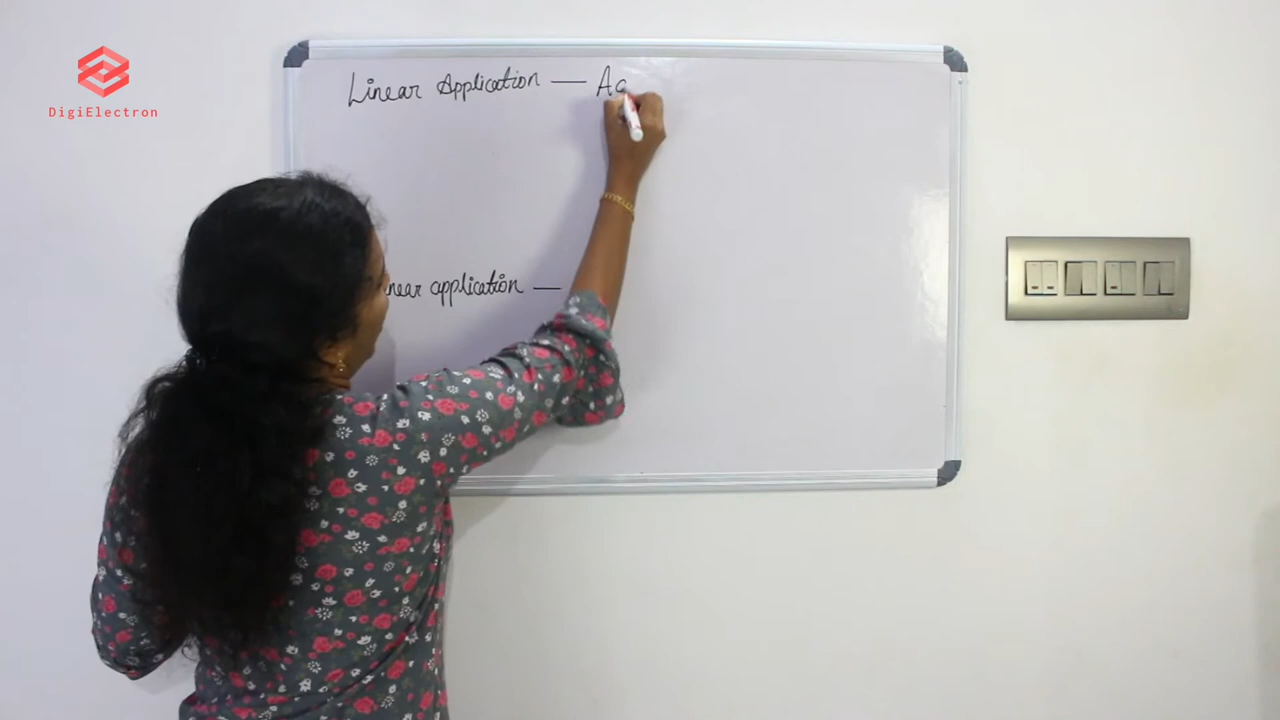 DigiElectron
Linear Application —
near application —